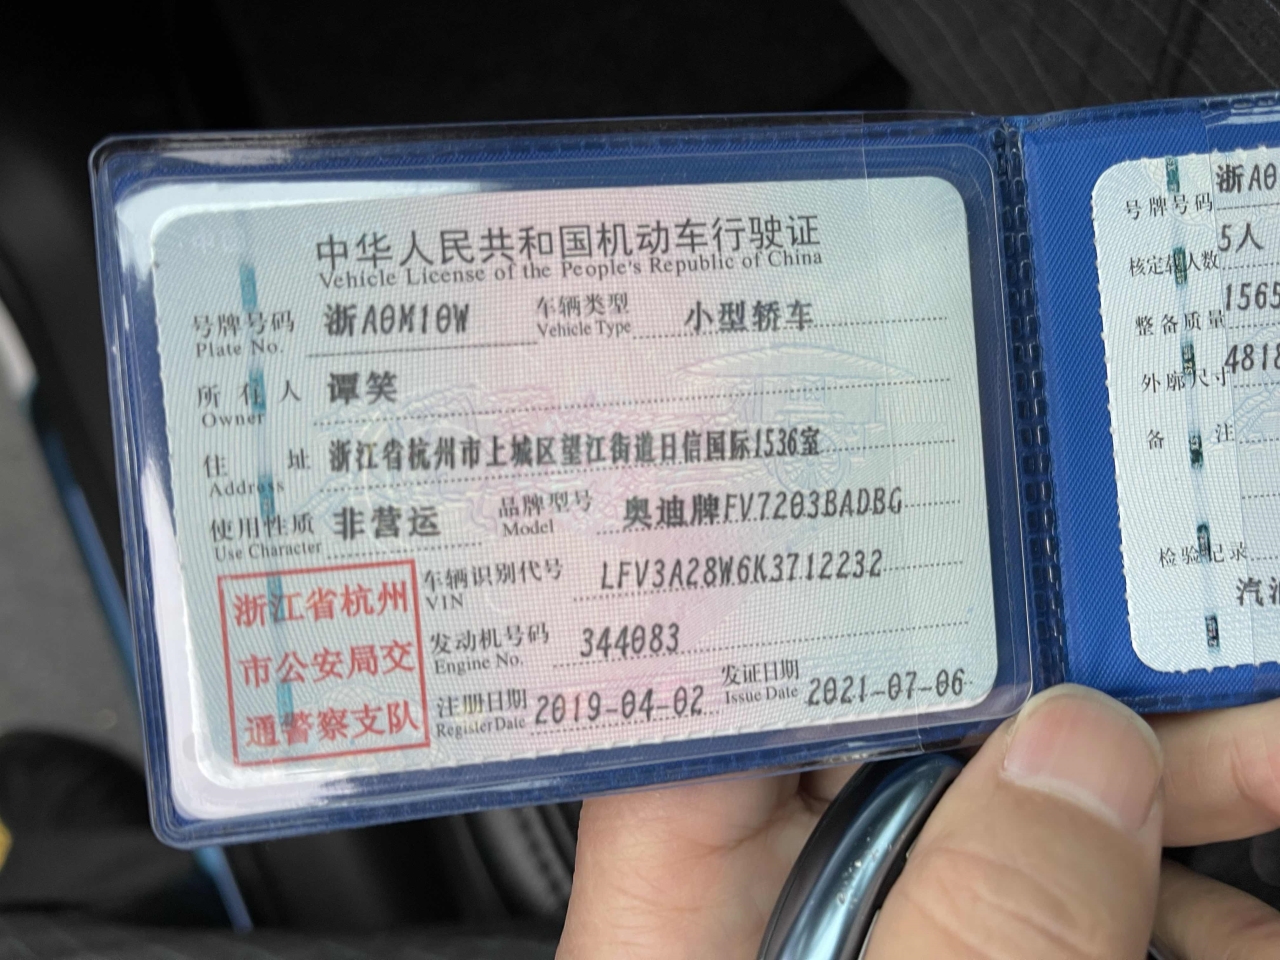 中华人民共和国机动车行驶证
Vehicle License of the People's Republic of China
号牌号码 浙A0M10W 车辆类型 小型轿车
Plate No. Vehicle Type
所有人 谭笑
Owner
住址 浙江省杭州市上城区望江街道日信国际1536室
Address
使用性质 非营运 品牌型号 奥迪牌FV7203BADBG
Use Character Model
浙江省杭州
市公安局交
通警察支队
车辆识别代号 LFV3A28W6K3712232
VIN
发动机号码 344083
Engine No.
注册日期 2019-04-02 发证日期 2021-07-06
Register Date Issue Date
号牌号码 浙A0
核定载人数 5人
整备质量 1565
外廓尺寸 4818
备注
检验记录